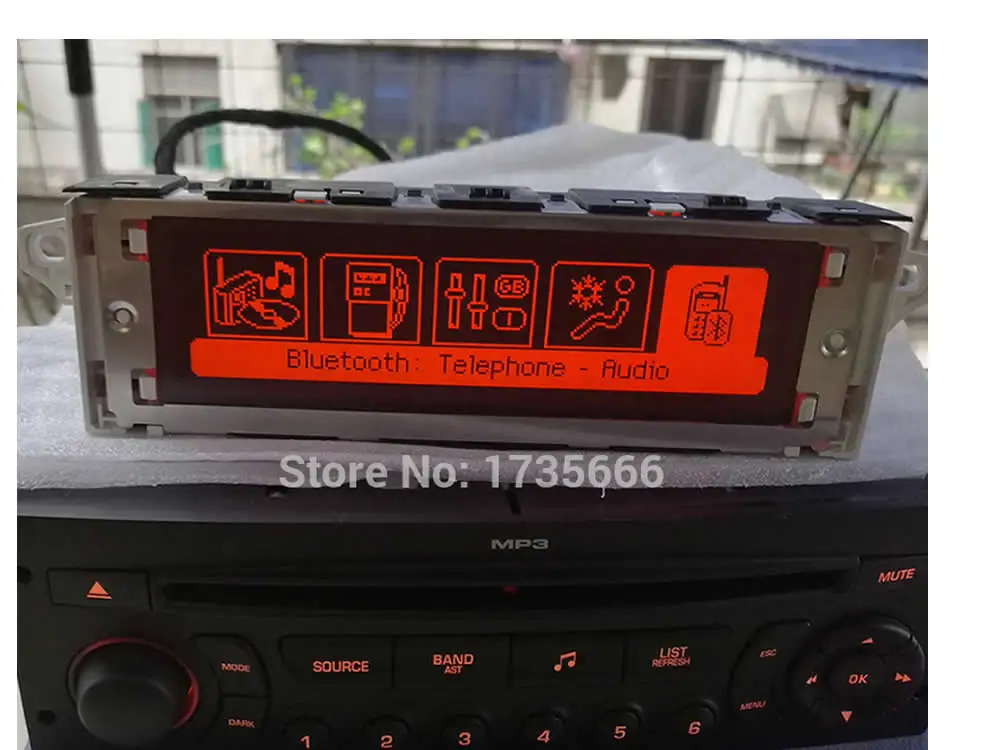 GB
Bluetooth: Telephone - Audio
Store No: 1735666
MP3
MUTE
MODE
SOURCE
BAND
AST
LIST
REFRESH
ESC
OK
MENU
DARK
1 2 3 4 5 6